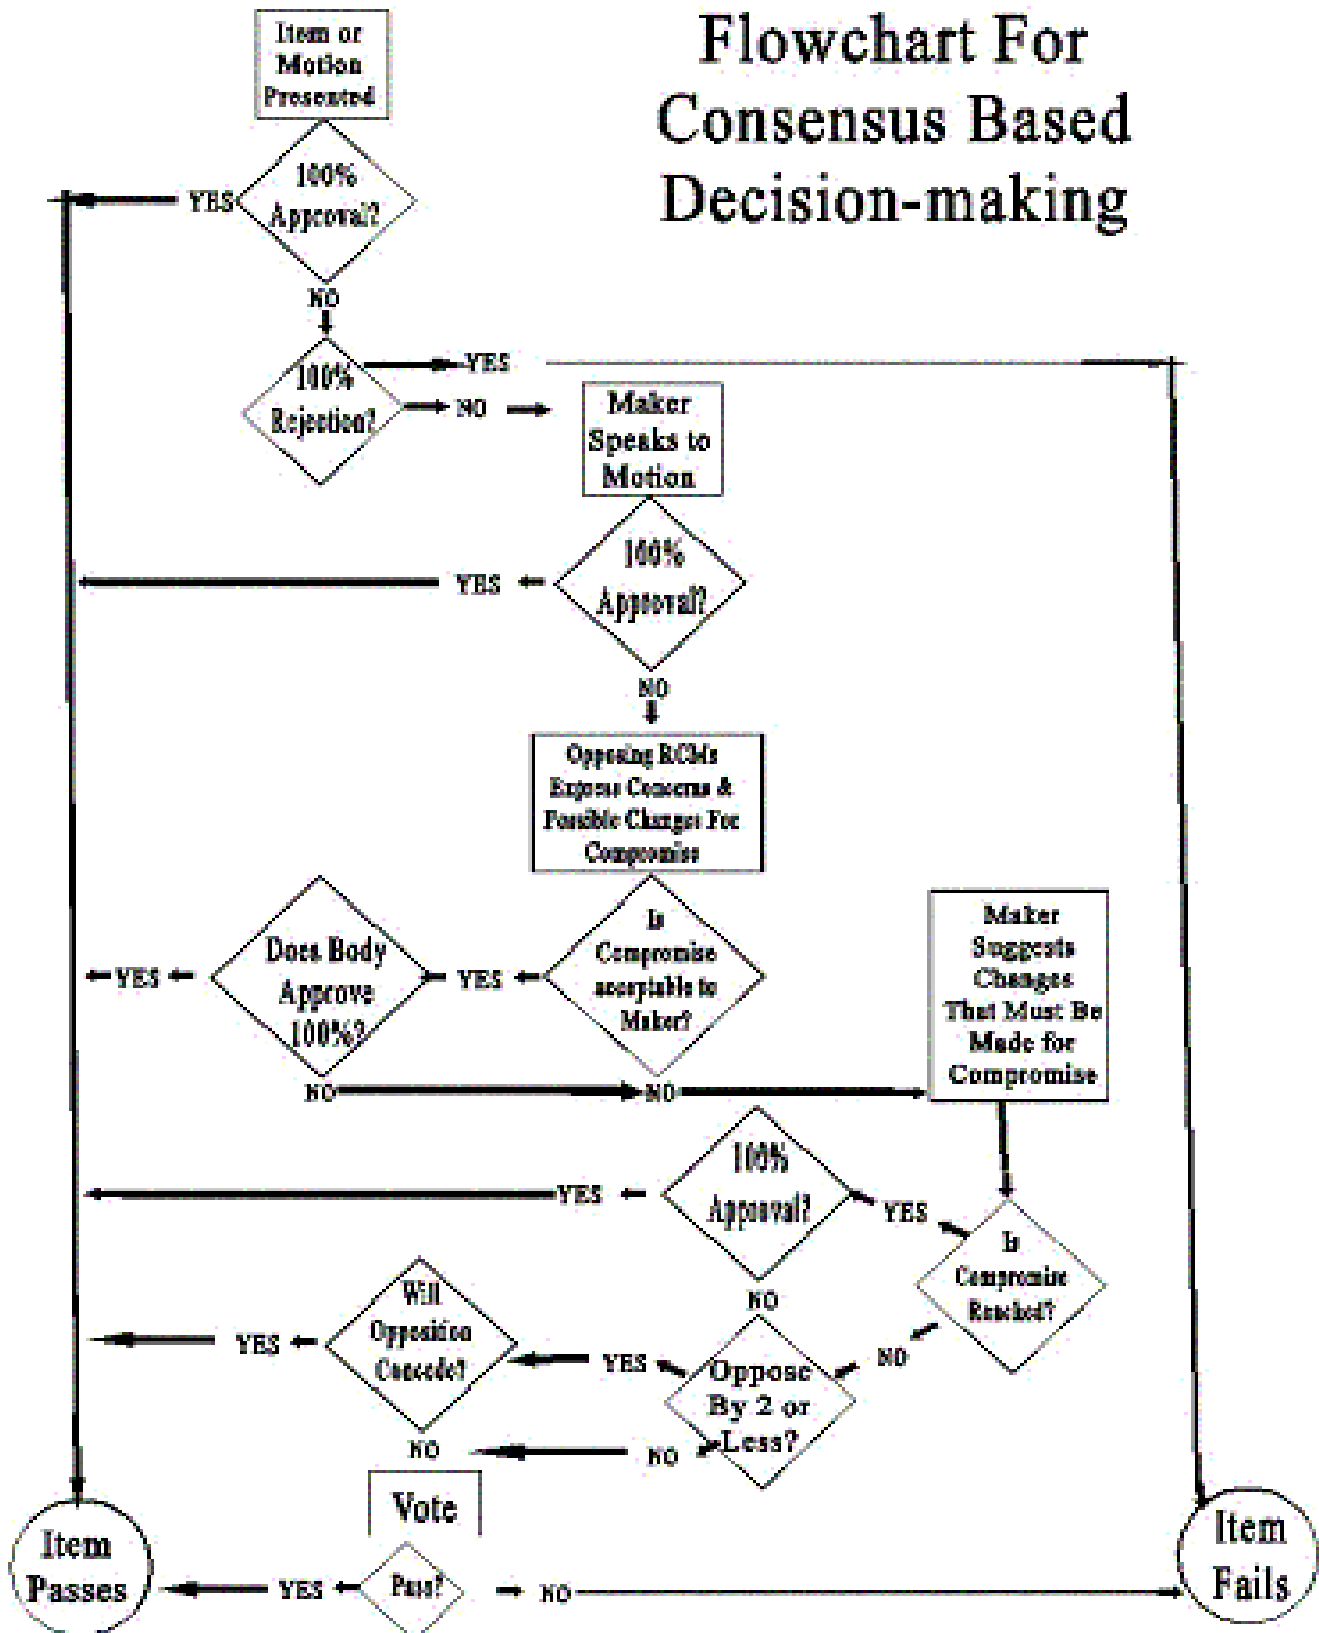 Flowchart For
Consensus Based
Decision-making
Item or
Motion
Presented
100%
Approval?
YES
NO
100%
Rejection?
YES
NO
Maker
Speaks to
Motion
100%
Approval?
YES
NO
Opposing RCMs
Express Concerns &
Possible Changes For
Compromise
Is
Compromise
acceptable to
Maker?
YES
Does Body
Approve
100%?
YES
NO
NO
Maker
Suggests
Changes
That Must Be
Made for
Compromise
Is
Compromise
Reached?
YES
100%
Approval?
YES
NO
NO
Oppose
By 2 or
Less?
YES
Will
Opposition
Concede?
YES
NO
NO
Vote
Pass?
YES
NO
Item
Passes
Item
Fails